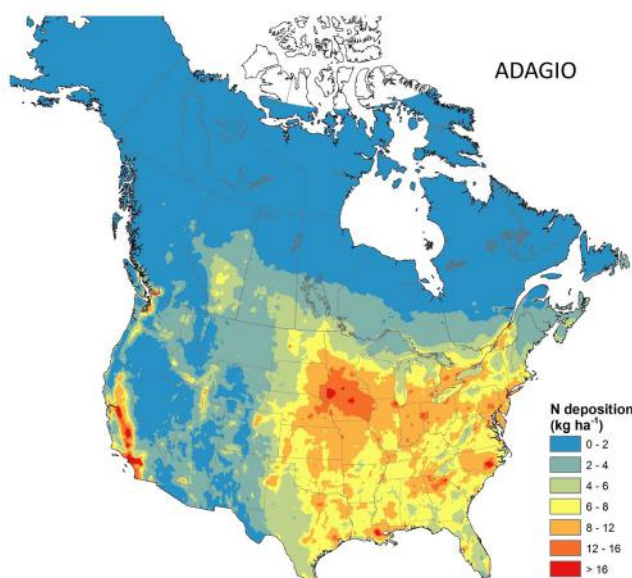 ADAGIO
N deposition
(kg ha⁻¹)
0 - 2
2 - 4
4 - 6
6 - 8
8 - 12
12 - 16
> 16